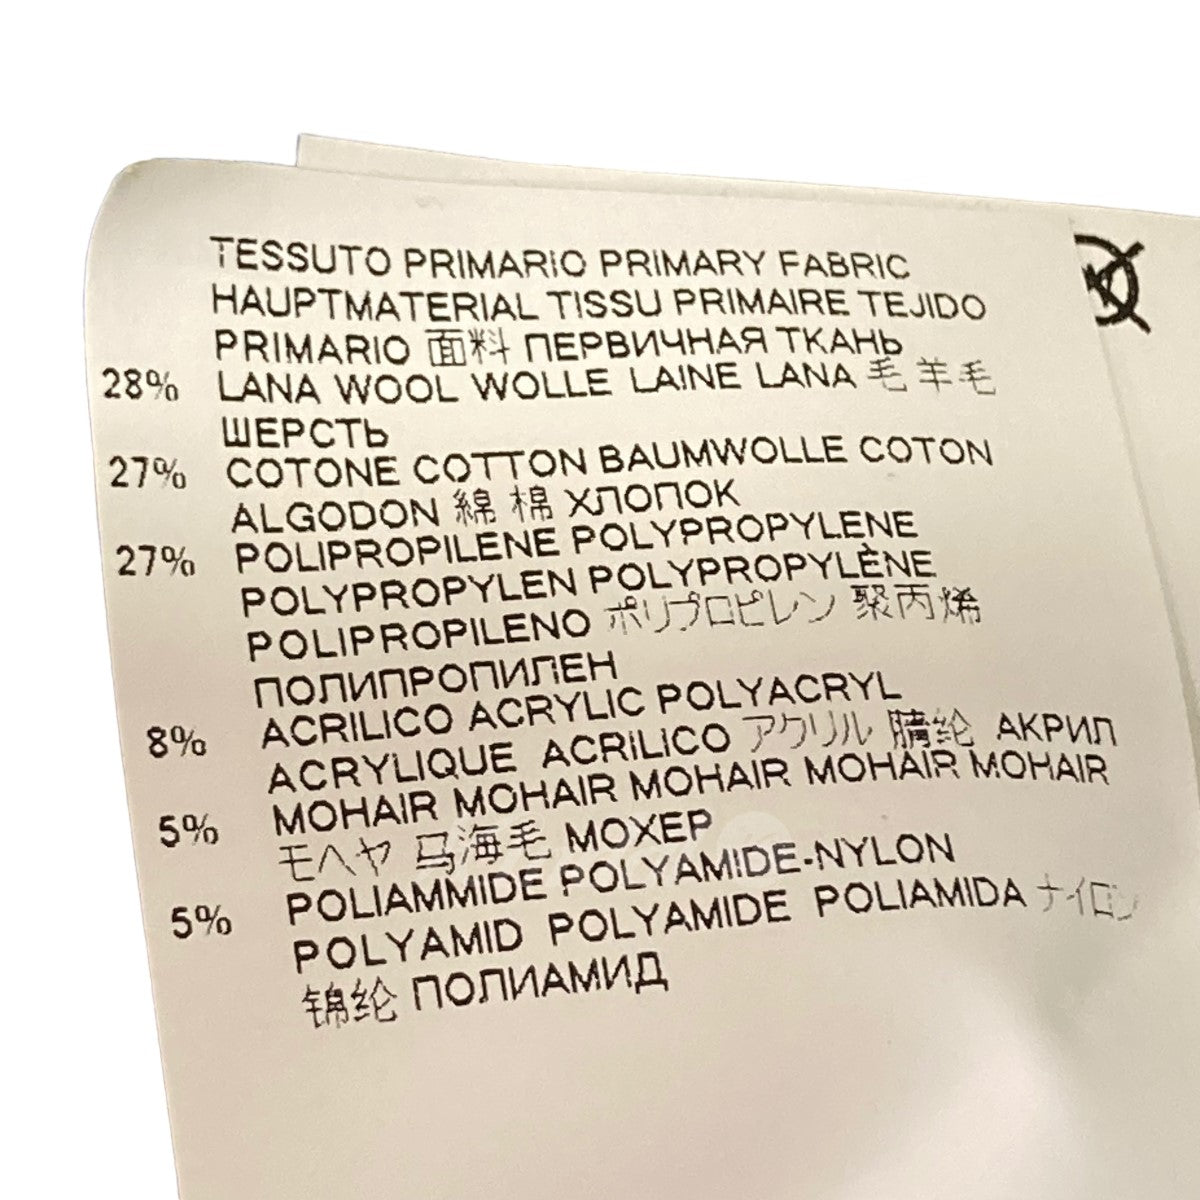 TESSUTO PRIMARIO PRIMARY FABRIC
HAUPTMATERIAL TISSU PRIMAIRE TEJIDO
PRIMARIO 面料 ПЕРВИЧНАЯ ТКАНЬ
28% LANA WOOL WOLLE LAINE LANA 毛 羊毛
ШЕРСТЬ
27% COTONE COTTON BAUMWOLLE COTON
ALGODON 綿 棉 ХЛОПОК
27% POLIPROPILENE POLYPROPYLENE
POLYPROPYLEN POLYPROPYLÈNE
POLIPROPILENO ポリプロピレン 聚丙烯
ПОЛИПРОПИЛЕН
8% ACRILICO ACRYLIC POLYACRYL
ACRYLIQUE ACRILICO アクリル 腈纶 АКРИЛ
5% MOHAIR MOHAIR MOHAIR MOHAIR MOHAIR
モヘヤ 马海毛 МОХЕР
5% POLIAMMIDE POLYAMIDE-NYLON
POLYAMID POLYAMIDE POLIAMIDA ナイロン
锦纶 ПОЛИАМИД